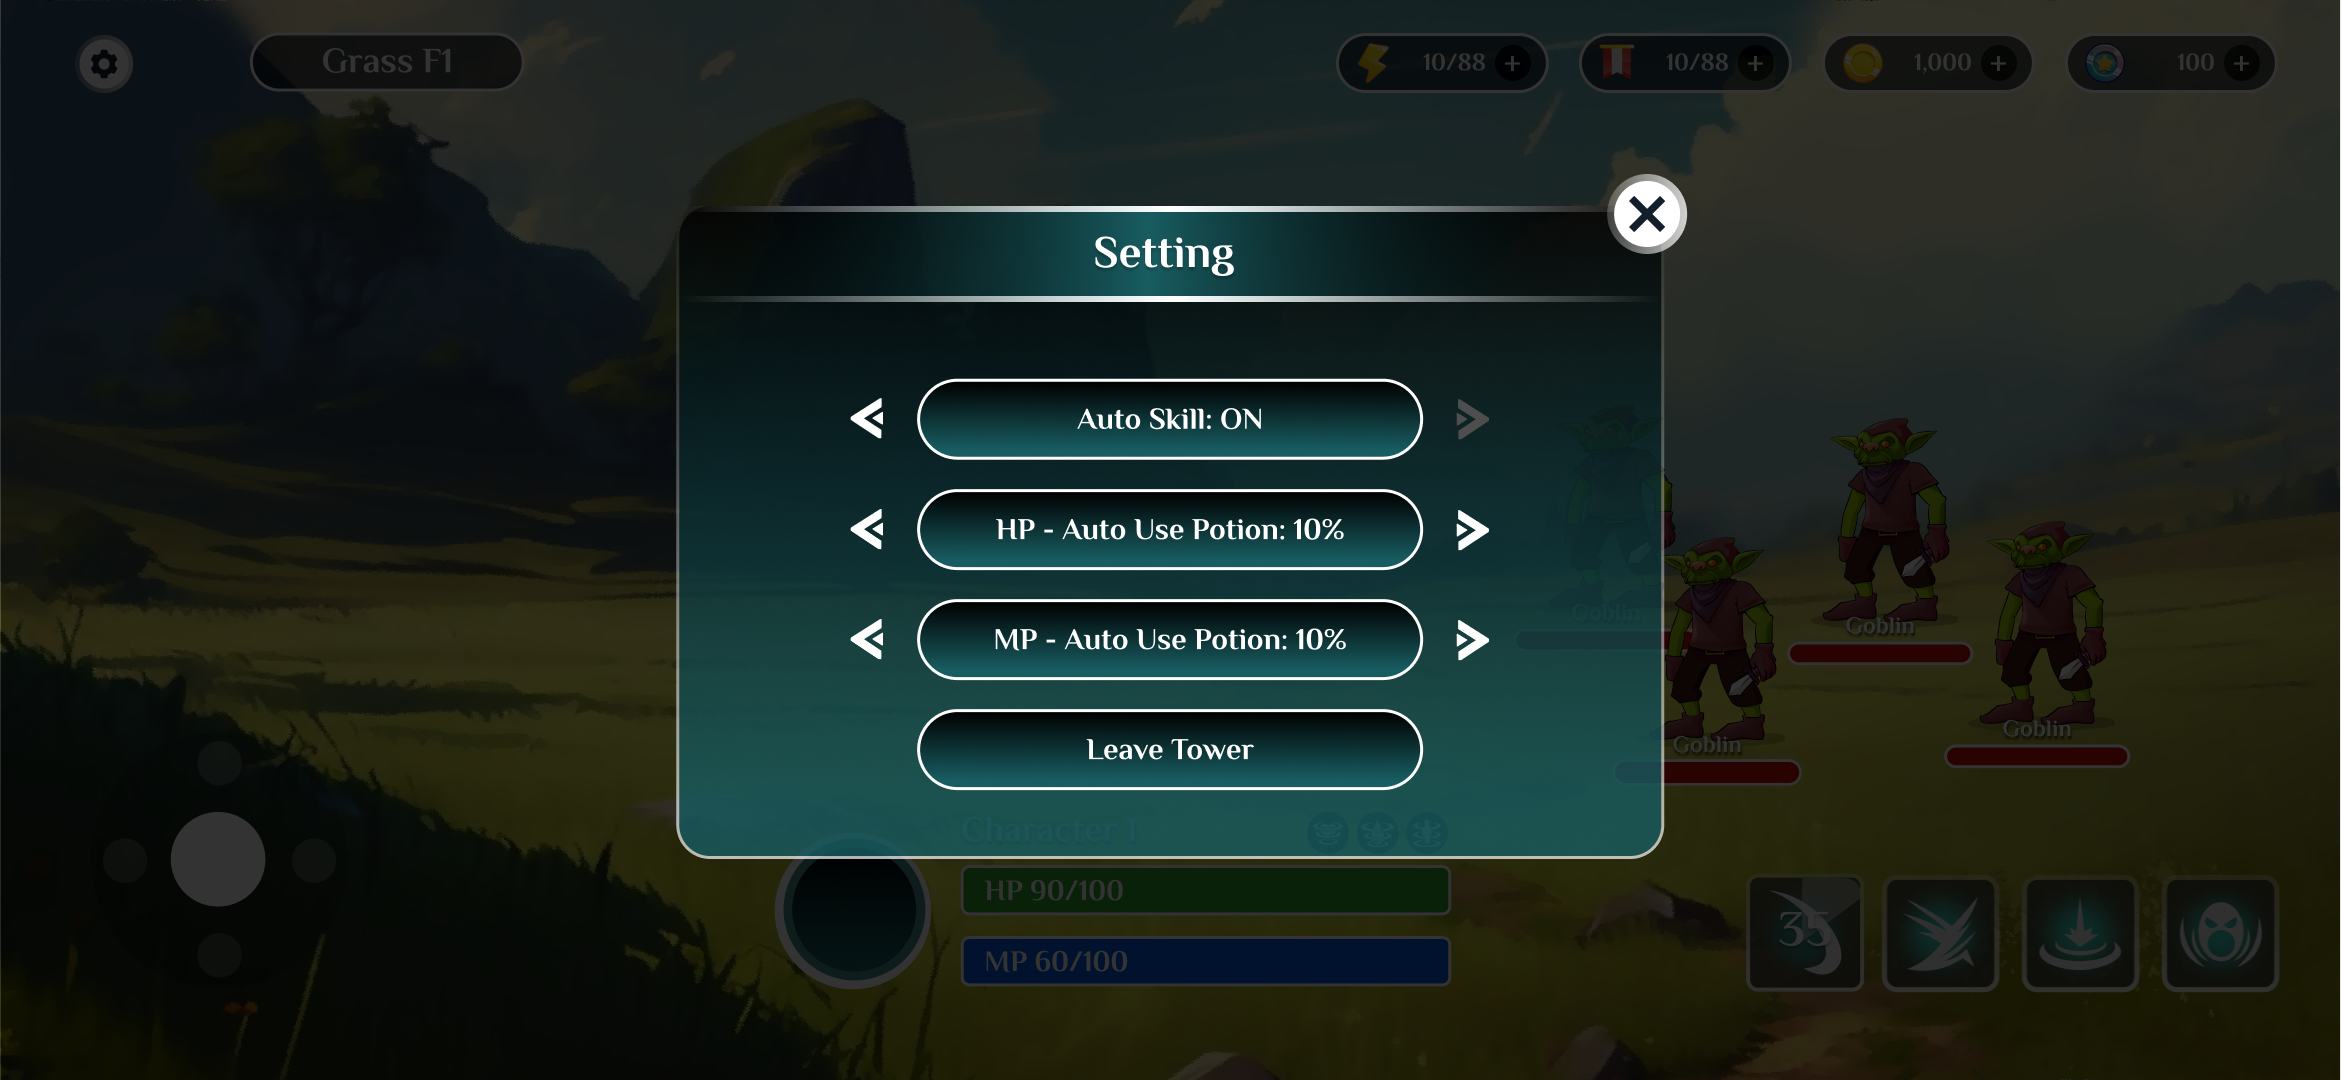 Grass F1
10/88
10/88
1,000
100
Setting
Auto Skill: ON
HP - Auto Use Potion: 10%
MP - Auto Use Potion: 10%
Leave Tower
Goblin
Goblin
Goblin
Goblin
Character 1
HP 90/100
MP 60/100
35